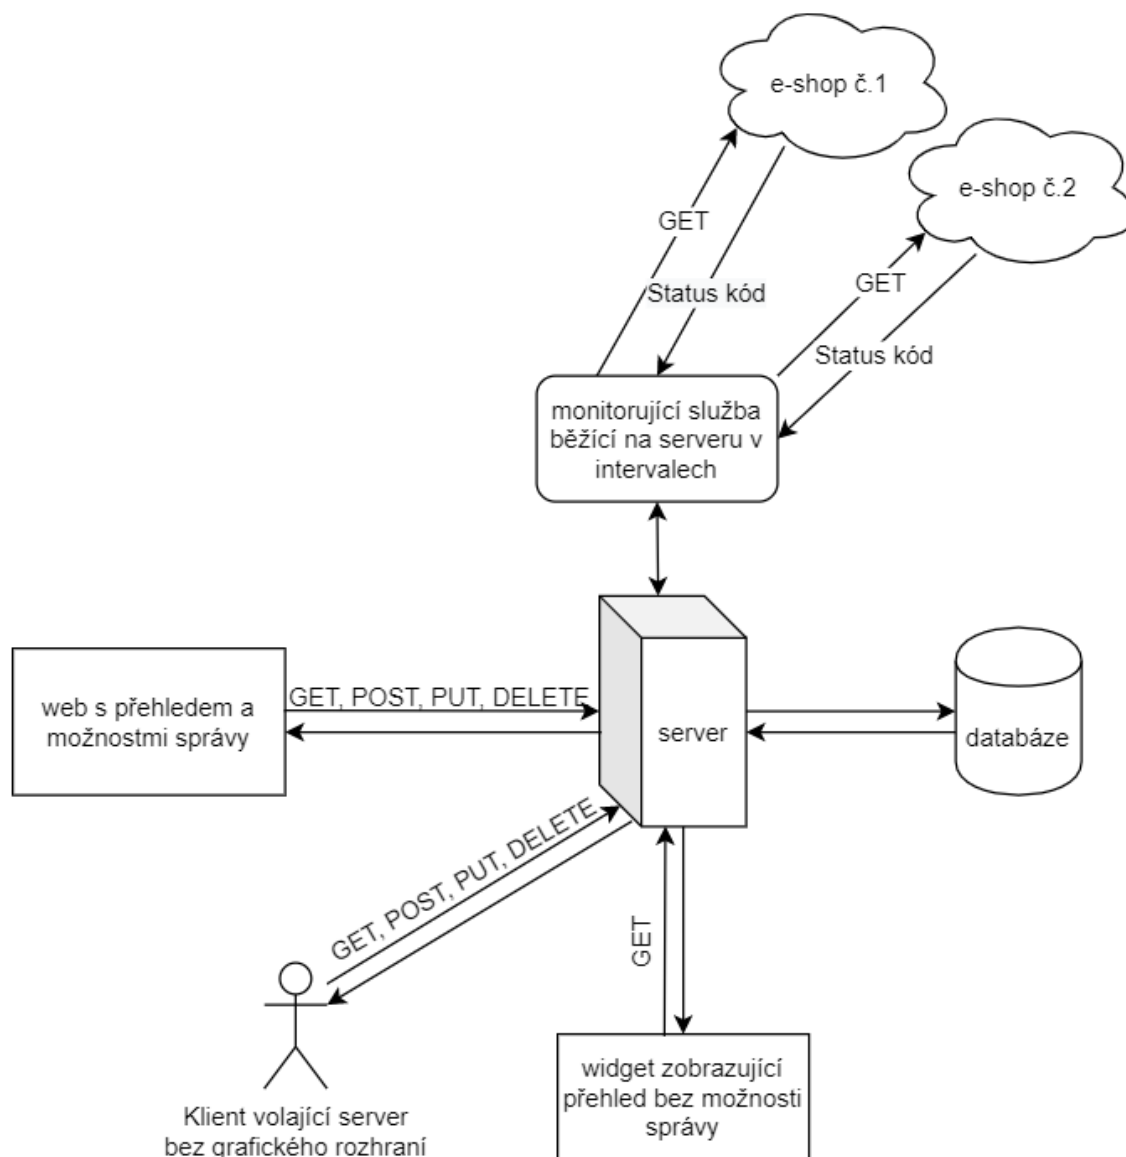 e-shop č.1
e-shop č.2
GET
GET
Status kód
Status kód
monitorující služba
běžící na serveru v
intervalech
web s přehledem a
možnostmi správy
GET, POST, PUT, DELETE
server
databáze
GET, POST, PUT, DELETE
GET
Klient volající server
bez grafického rozhraní
widget zobrazující
přehled bez možnosti
správy